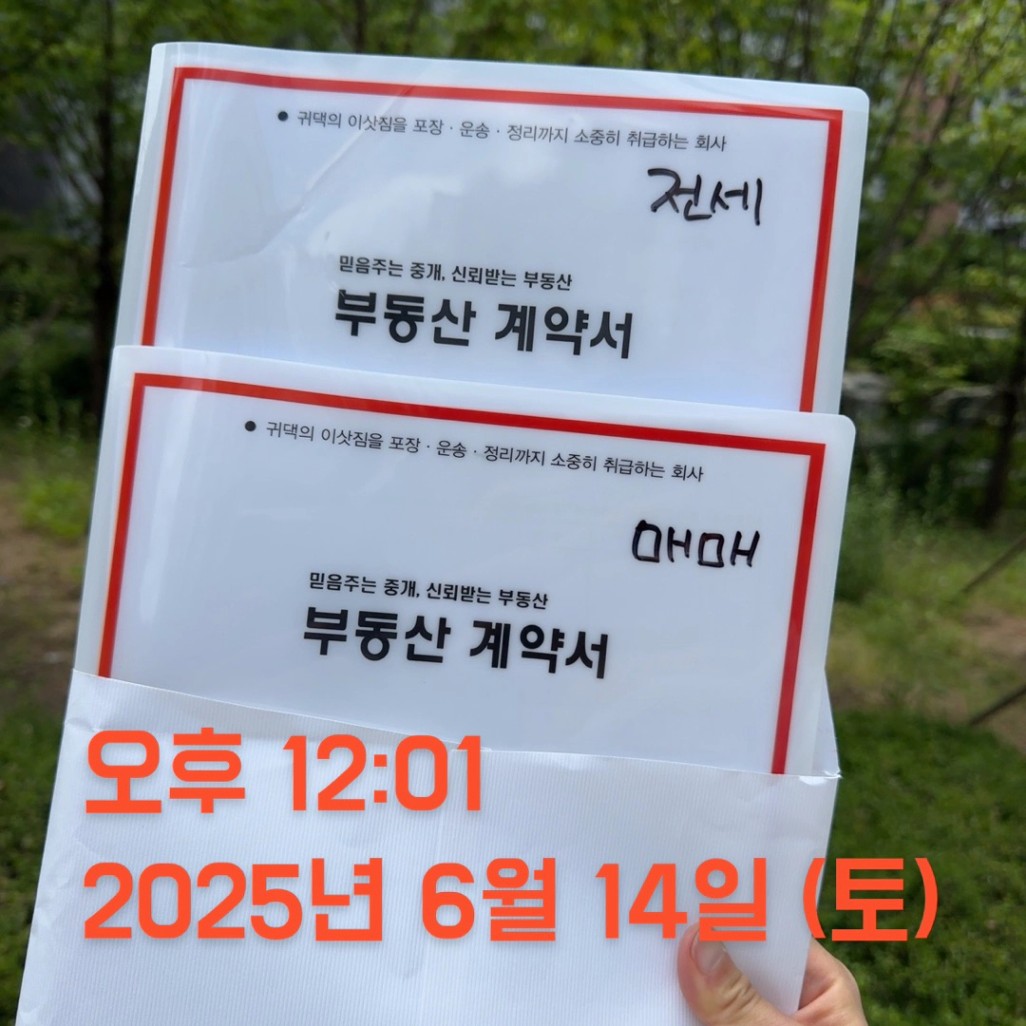 ● 귀댁의 이삿짐을 포장 · 운송 · 정리까지 소중히 취급하는 회사
전세
믿음주는 중개, 신뢰받는 부동산
부동산 계약서
● 귀댁의 이삿짐을 포장 · 운송 · 정리까지 소중히 취급하는 회사
매매
믿음주는 중개, 신뢰받는 부동산
부동산 계약서
오후 12:01
2025년 6월 14일 (토)